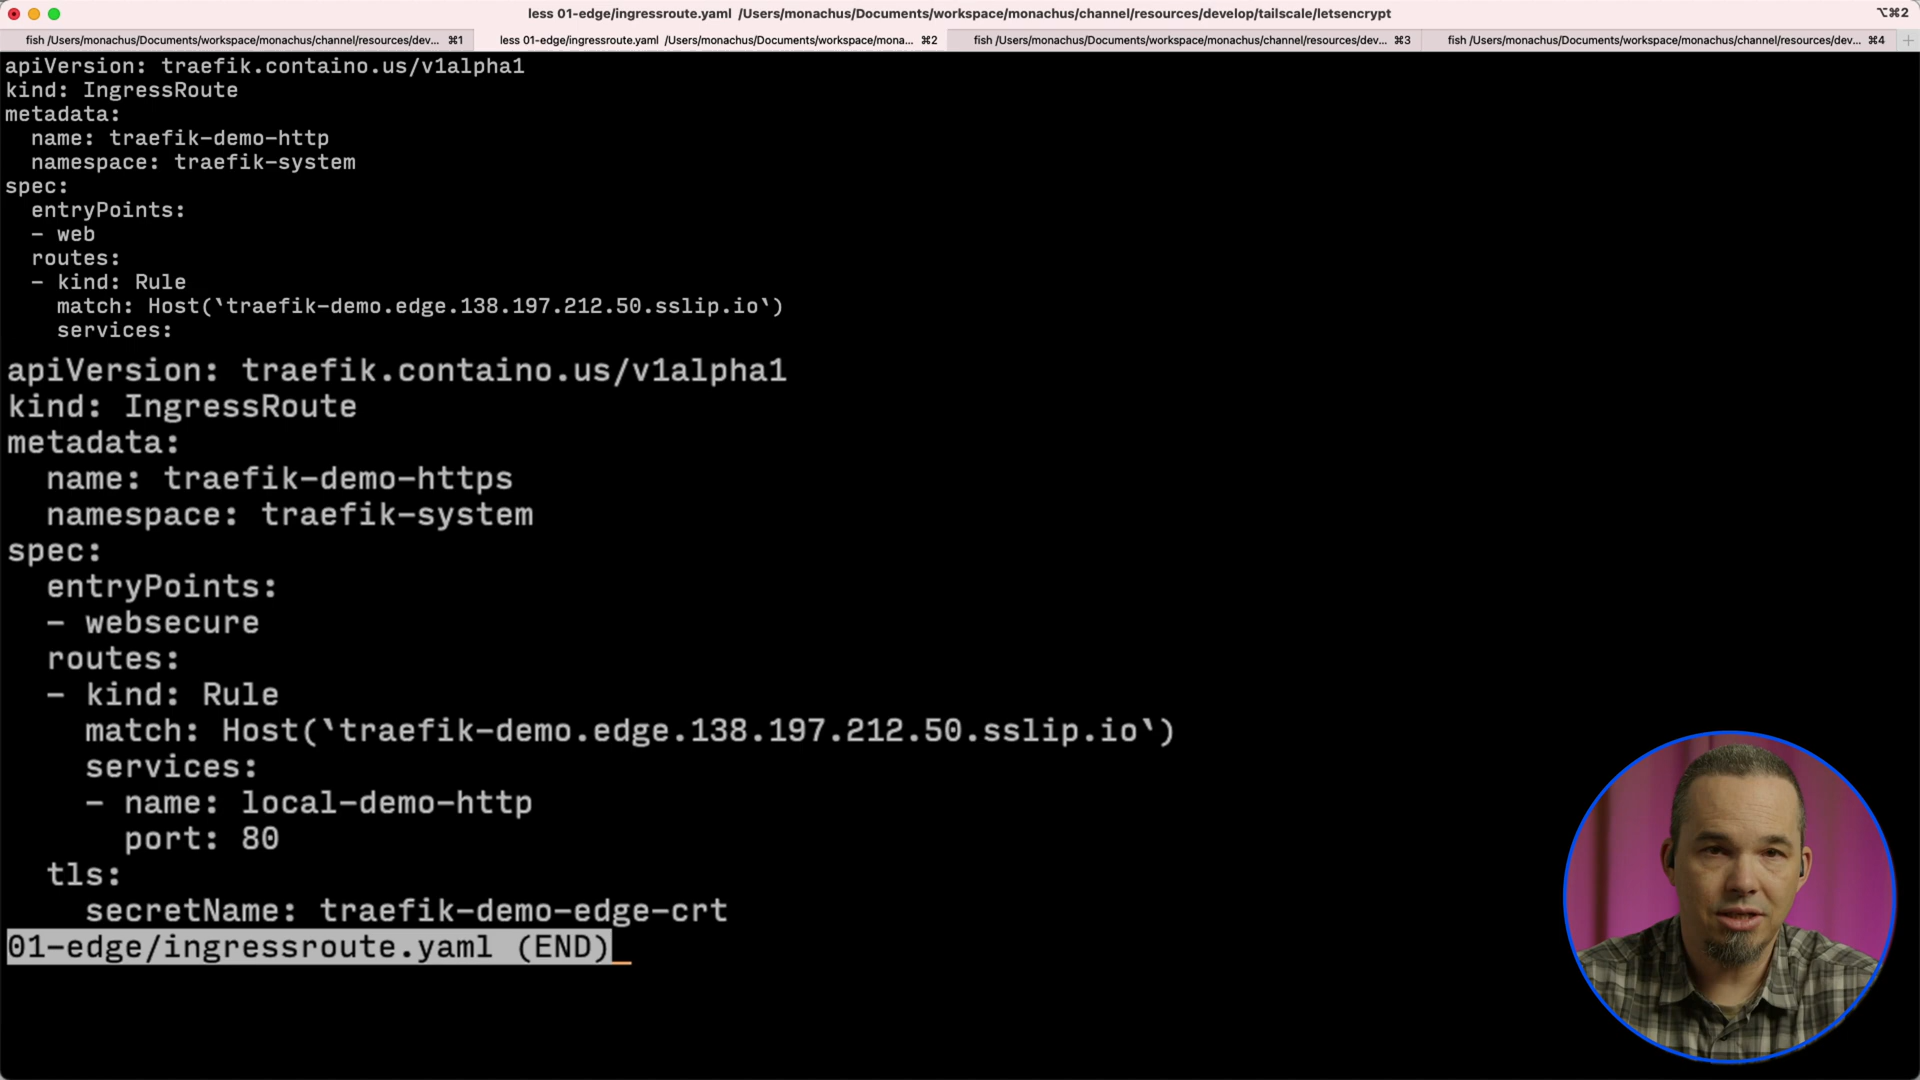 less 01-edge/ingressroute.yaml /Users/monachus/Documents/workspace/monachus/channel/resources/develop/tailscale/letsencrypt
⌥⌘2
fish /Users/monachus/Documents/workspace/monachus/channel/resources/dev... ⌘1
less 01-edge/ingressroute.yaml /Users/monachus/Documents/workspace/mona... ⌘2
fish /Users/monachus/Documents/workspace/monachus/channel/resources/dev... ⌘3
fish /Users/monachus/Documents/workspace/monachus/channel/resources/dev... ⌘4
apiVersion: traefik.containo.us/v1alpha1
kind: IngressRoute
metadata:
  name: traefik-demo-http
  namespace: traefik-system
spec:
  entryPoints:
  - web
  routes:
  - kind: Rule
    match: Host(`traefik-demo.edge.138.197.212.50.sslip.io`)
    services:
apiVersion: traefik.containo.us/v1alpha1
kind: IngressRoute
metadata:
  name: traefik-demo-https
  namespace: traefik-system
spec:
  entryPoints:
  - websecure
  routes:
  - kind: Rule
    match: Host(`traefik-demo.edge.138.197.212.50.sslip.io`)
    services:
    - name: local-demo-http
      port: 80
  tls:
    secretName: traefik-demo-edge-crt
01-edge/ingressroute.yaml (END)